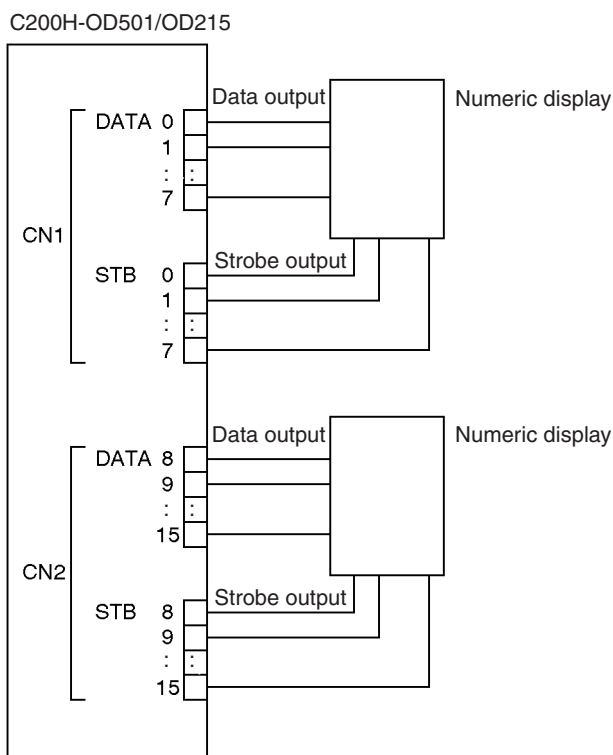 C200H-OD501/OD215
Data output
Numeric display
DATA 0
1
: :
7
CN1
Strobe output
STB 0
1
: :
7
Data output
Numeric display
DATA 8
9
: :
15
CN2
Strobe output
STB 8
9
: :
15